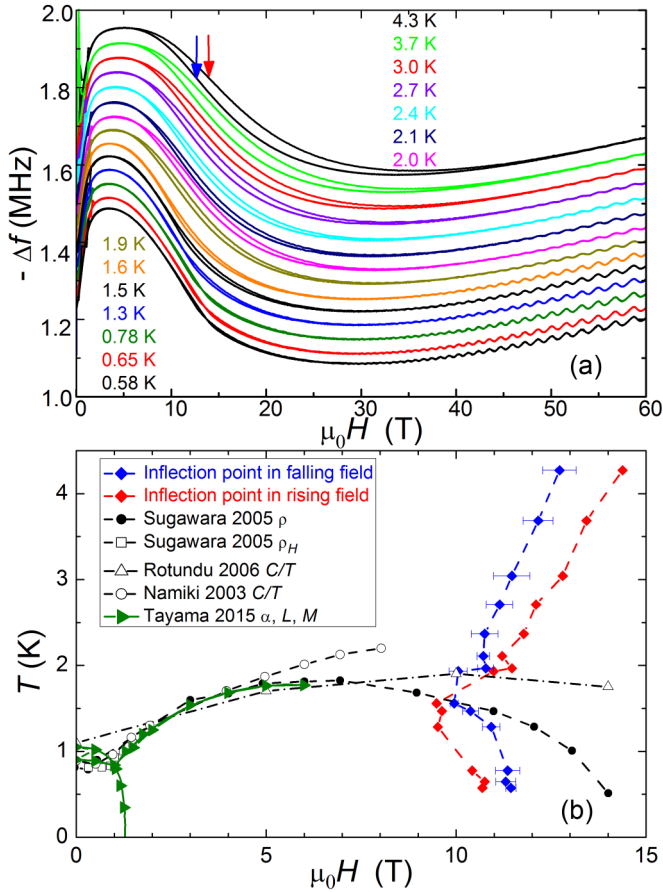 2.0
1.8
1.6
1.4
1.2
1.0
- Δf (MHz)
4.3 K
3.7 K
3.0 K
2.7 K
2.4 K
2.1 K
2.0 K
1.9 K
1.6 K
1.5 K
1.3 K
0.78 K
0.65 K
0.58 K
(a)
0 10 20 30 40 50 60
μ₀H (T)
4
3
2
1
0
T (K)
Inflection point in falling field
Inflection point in rising field
Sugawara 2005 ρ
Sugawara 2005 ρH
Rotundu 2006 C/T
Namiki 2003 C/T
Tayama 2015 α, L, M
(b)
0 5 10 15
μ₀H (T)